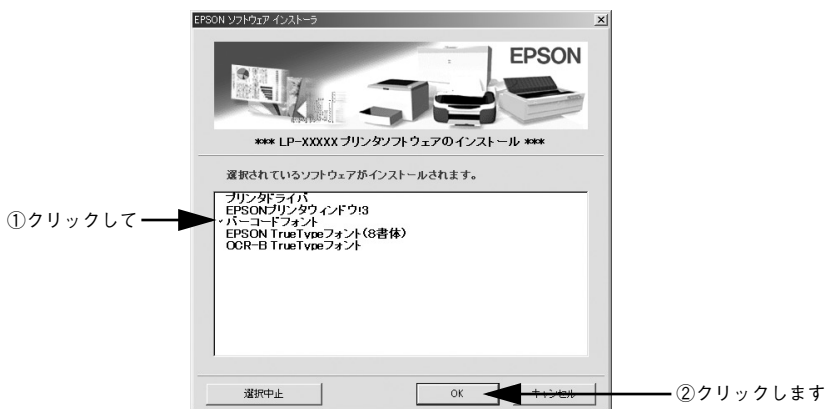 EPSON ソフトウェア インストーラ
EPSON
*** LP-XXXXX プリンタソフトウェアのインストール ***
選択されているソフトウェアがインストールされます。
プリンタドライバ
EPSONプリンタウィンドウ!3
①クリックして
バーコードフォント
EPSON TrueTypeフォント(8書体)
OCR-B TrueTypeフォント
選択中止
OK
キャンセル
②クリックします